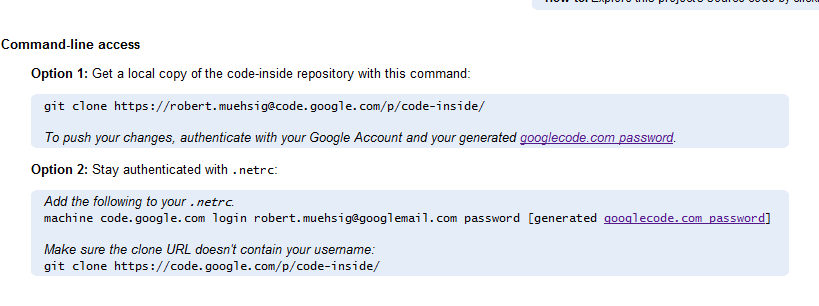 How to: Explore this project's source code by
Command-line access
Option 1: Get a local copy of the code-inside repository with this command:
git clone https://robert.muehsig@code.google.com/p/code-inside/
To push your changes, authenticate with your Google Account and your generated googlecode.com password.
Option 2: Stay authenticated with .netrc:
Add the following to your .netrc.
machine code.google.com login robert.muehsig@googlemail.com password [generated googlecode.com password]
Make sure the clone URL doesn't contain your username:
git clone https://code.google.com/p/code-inside/